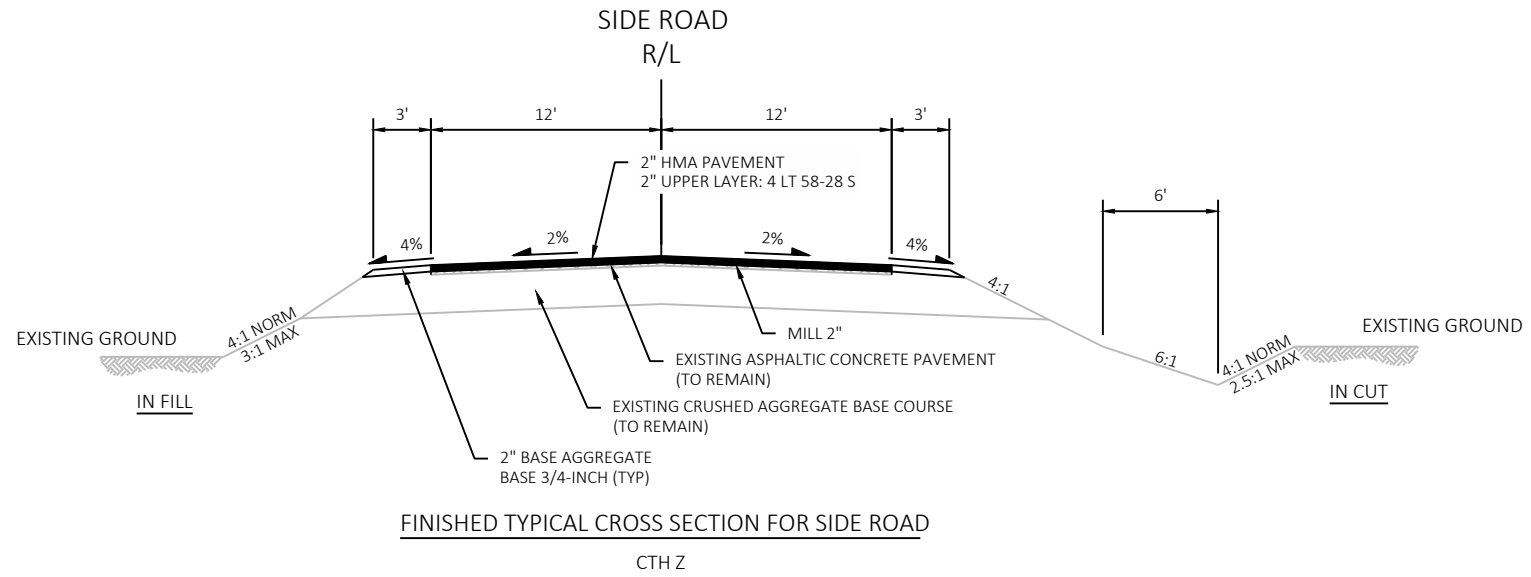 SIDE ROAD
R/L
3'
12'
12'
3'
2" HMA PAVEMENT
2" UPPER LAYER: 4 LT 58-28 S
6'
4%
2%
2%
4%
4:1
EXISTING GROUND
4:1 NORM
3:1 MAX
IN FILL
MILL 2"
EXISTING ASPHALTIC CONCRETE PAVEMENT
(TO REMAIN)
EXISTING CRUSHED AGGREGATE BASE COURSE
(TO REMAIN)
2" BASE AGGREGATE
BASE 3/4-INCH (TYP)
6:1
4:1 NORM
2.5:1 MAX
EXISTING GROUND
IN CUT
FINISHED TYPICAL CROSS SECTION FOR SIDE ROAD
CTH Z